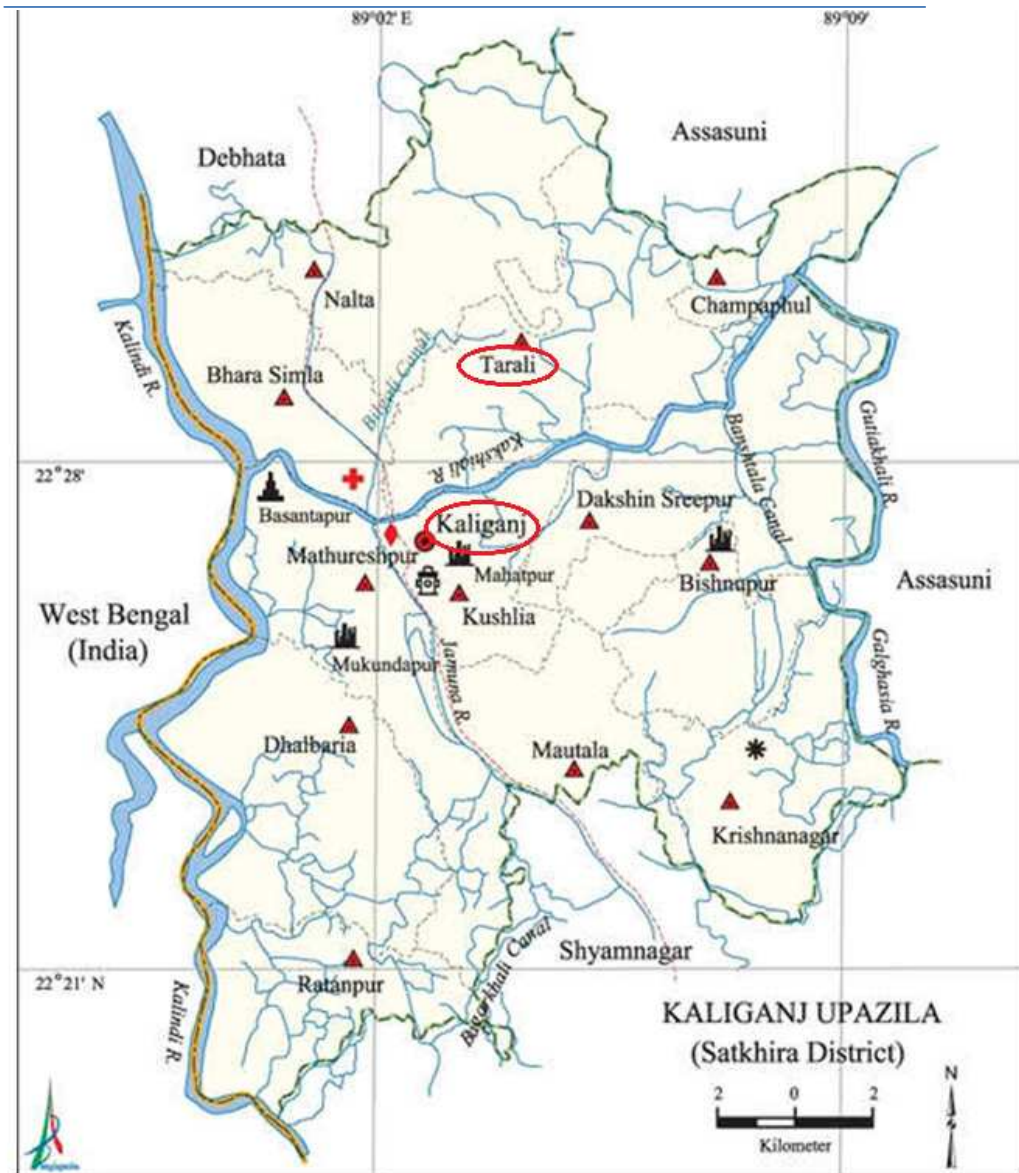 89°02' E
89°09'
Assasuni
Debhata
Nalta
Champaphul
Kalindi R.
Tarali
Bhara Simla
Gutiakhali R.
Kakshiali R.
Banshtala Canal
22°28'
Dakshin Sreepur
Basantapur
Kaliganj
Mathureshpur
Mahatpur
Bishnupur
Assasuni
West Bengal
(India)
Kushlia
Mukundapur
Jamuna R.
Galghasia R.
Dhalbaria
Mautala
Krishnanagar
Shyamnagar
Canal
Ratanpur
22°21' N
Kalindi R.
KALIGANJ UPAZILA
(Satkhira District)
N
2 0 2
Kilometer